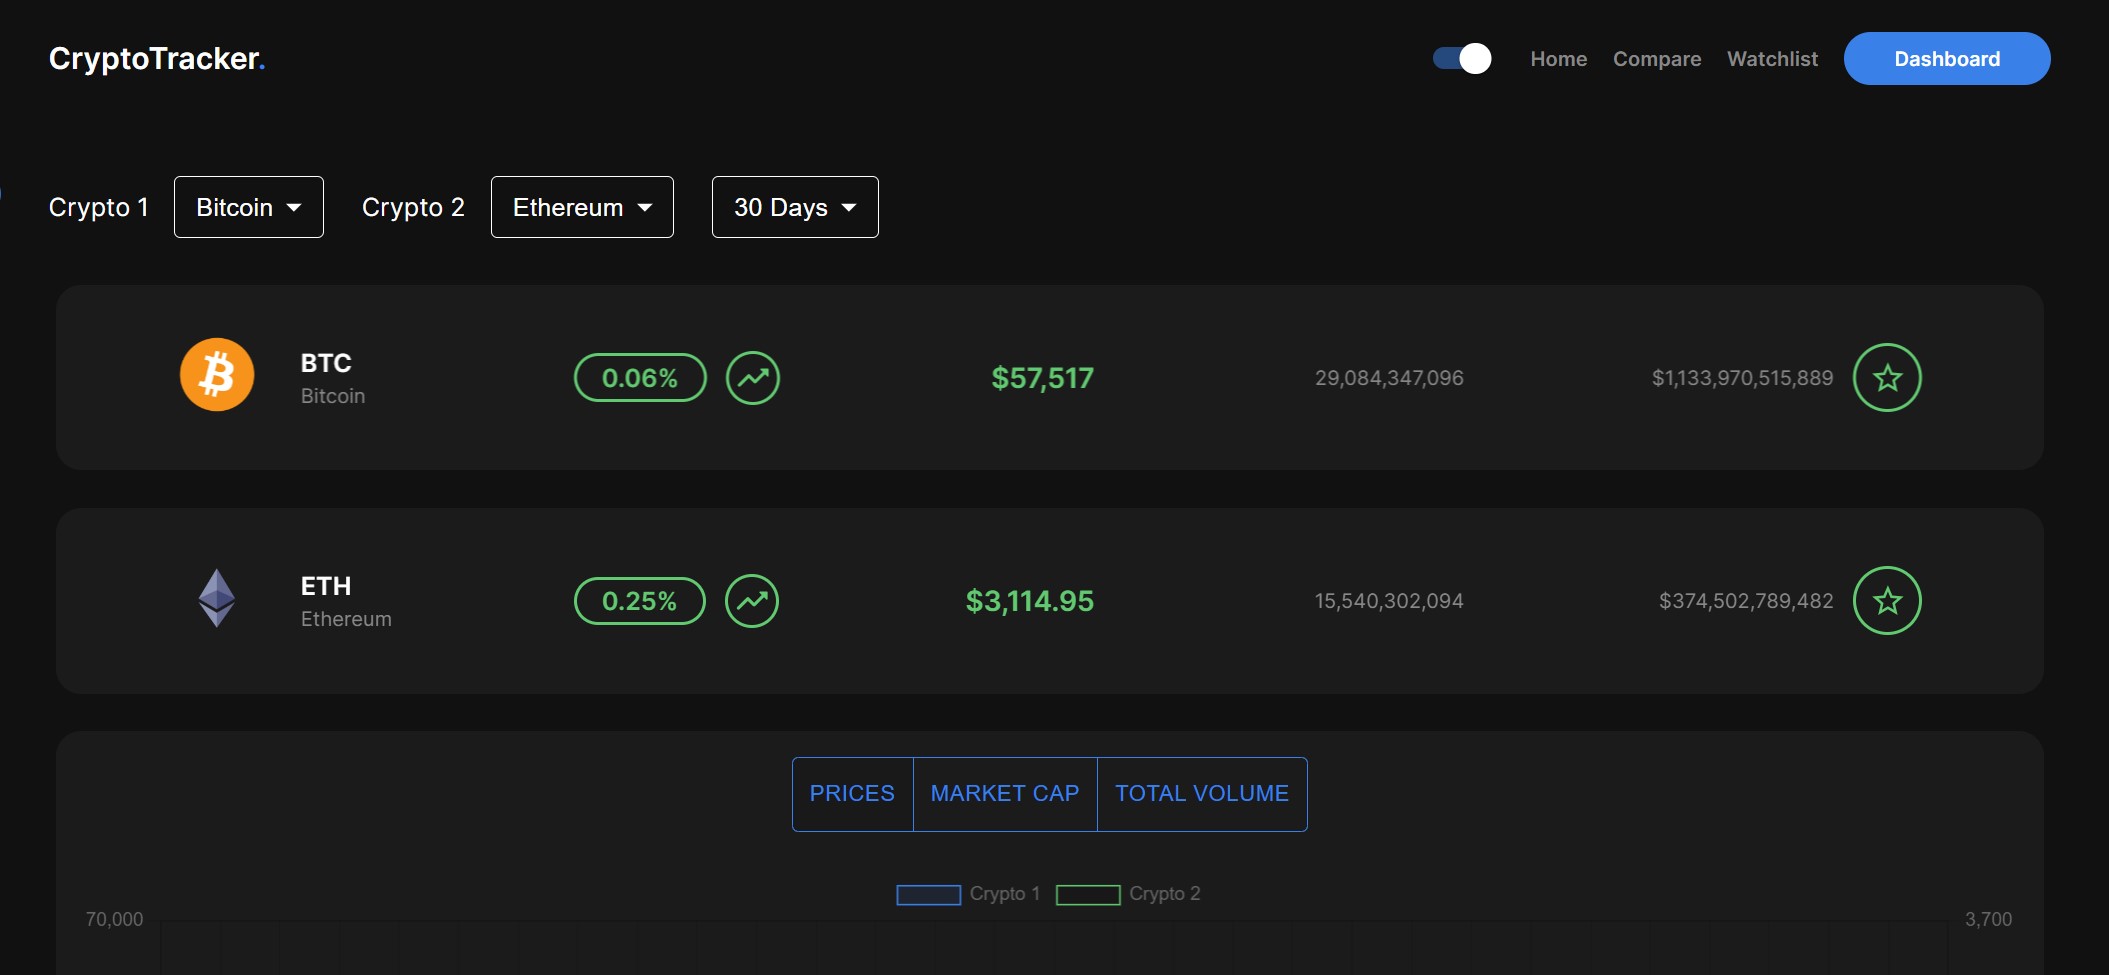 CryptoTracker.
Home Compare Watchlist Dashboard
Crypto 1 Bitcoin Crypto 2 Ethereum 30 Days
BTC
Bitcoin
0.06% $57,517 29,084,347,096 $1,133,970,515,889
ETH
Ethereum
0.25% $3,114.95 15,540,302,094 $374,502,789,482
PRICES MARKET CAP TOTAL VOLUME
Crypto 1 Crypto 2
70,000 3,700